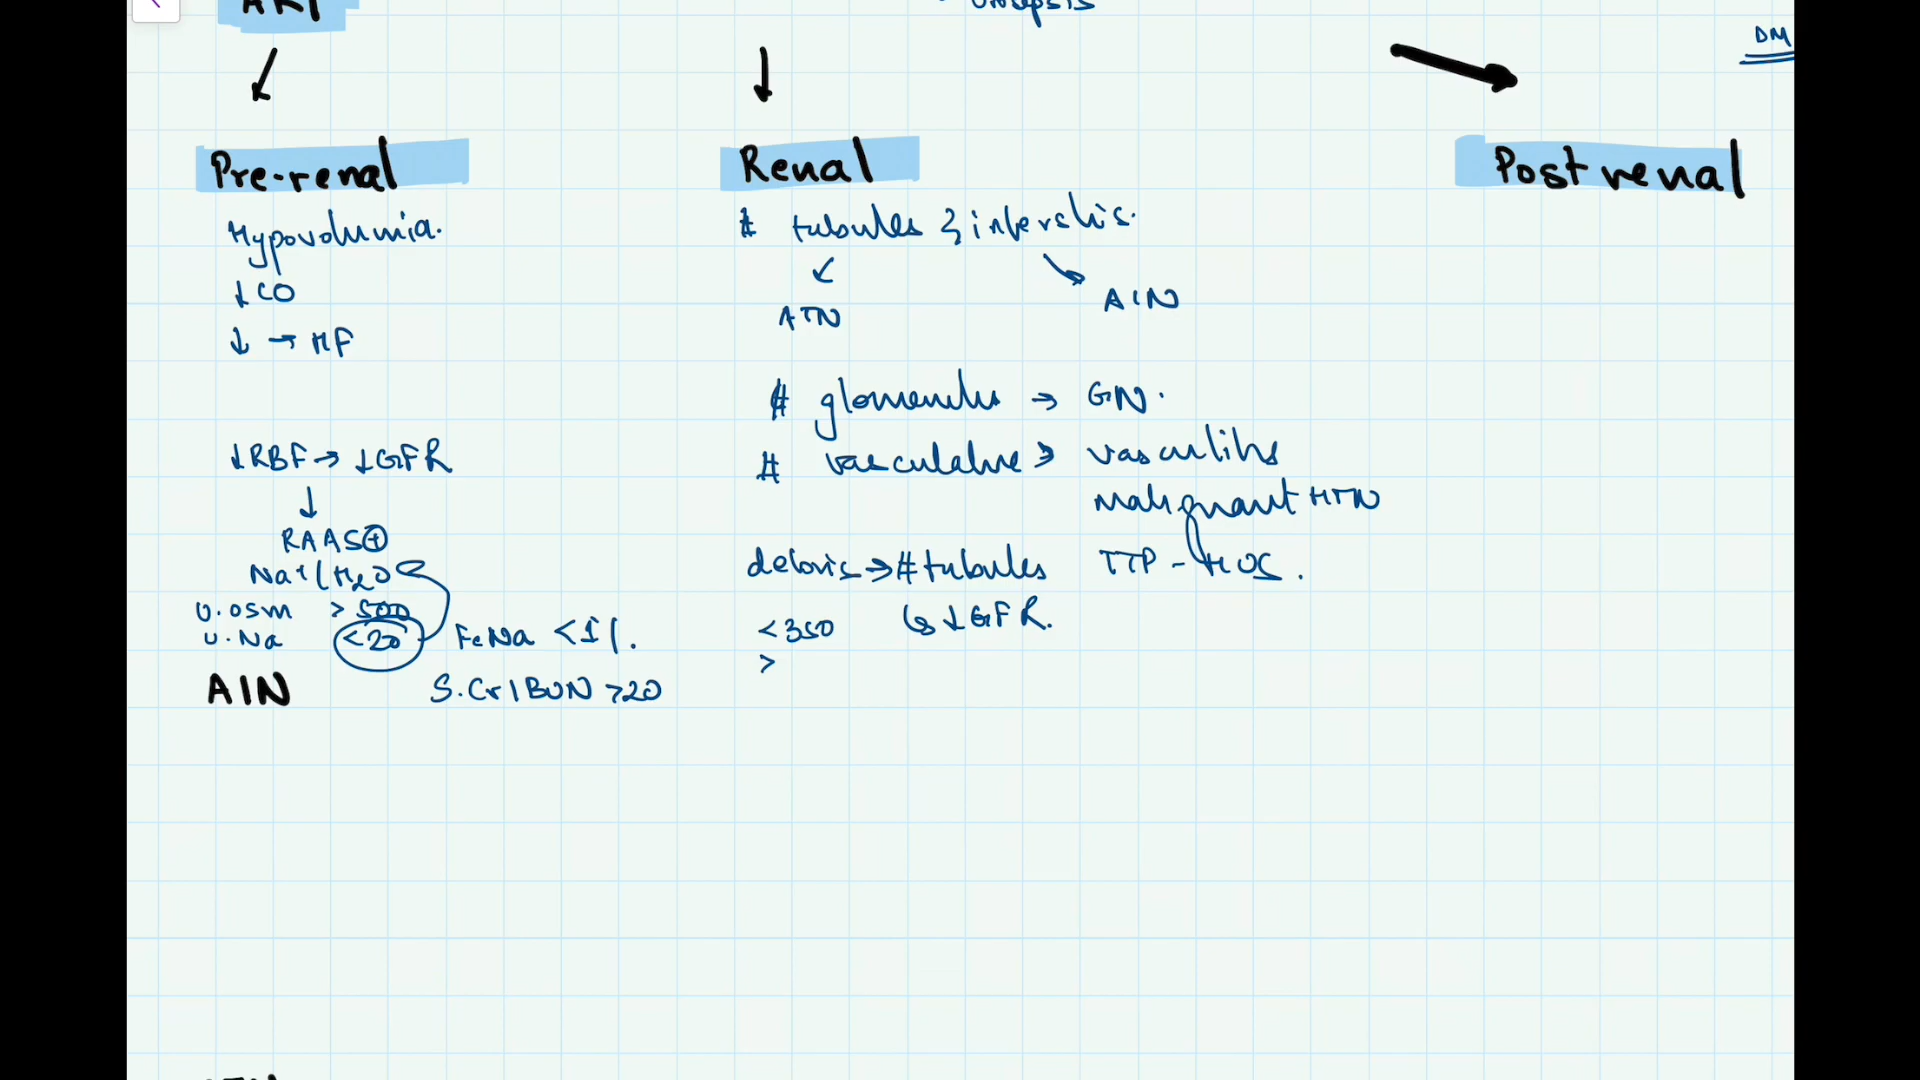 AKI
DM
Pre-renal
Hypovolumia.
↓CO
↓ → HF
↓RBF → ↓GFR
↓
RAAS⊕
Na+/H2O
U.osm > 500
U.Na <20 FeNa <1%.
S.Cr/BUN >20
AIN
Renal
# tubules & interstis.
ATN AIN
# glomerulus → GN.
# vasculature → vasculitis
malignant HTN
TTP - HUS.
debris → # tubules
↳ ↓GFR.
<350
>
Post renal